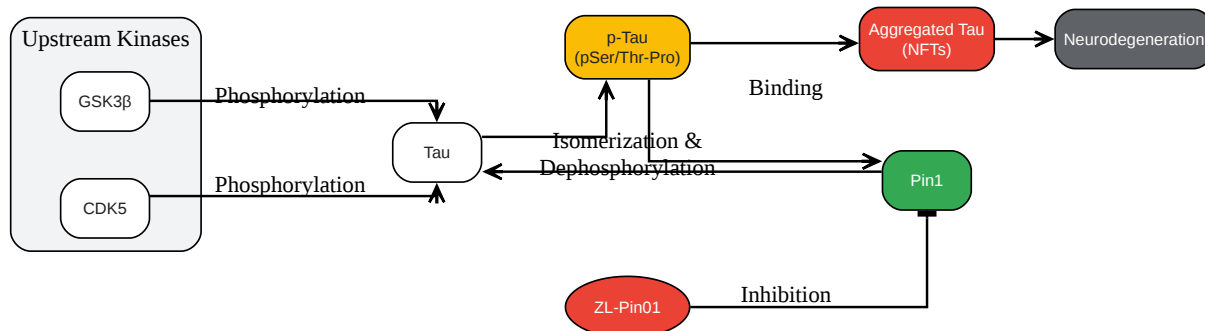 Upstream Kinases
GSK3β
CDK5
Phosphorylation
Phosphorylation
Tau
p-Tau
(pSer/Thr-Pro)
Isomerization &
Dephosphorylation
Binding
Aggregated Tau
(NFTs)
Neurodegeneration
Pin1
ZL-Pin01
Inhibition